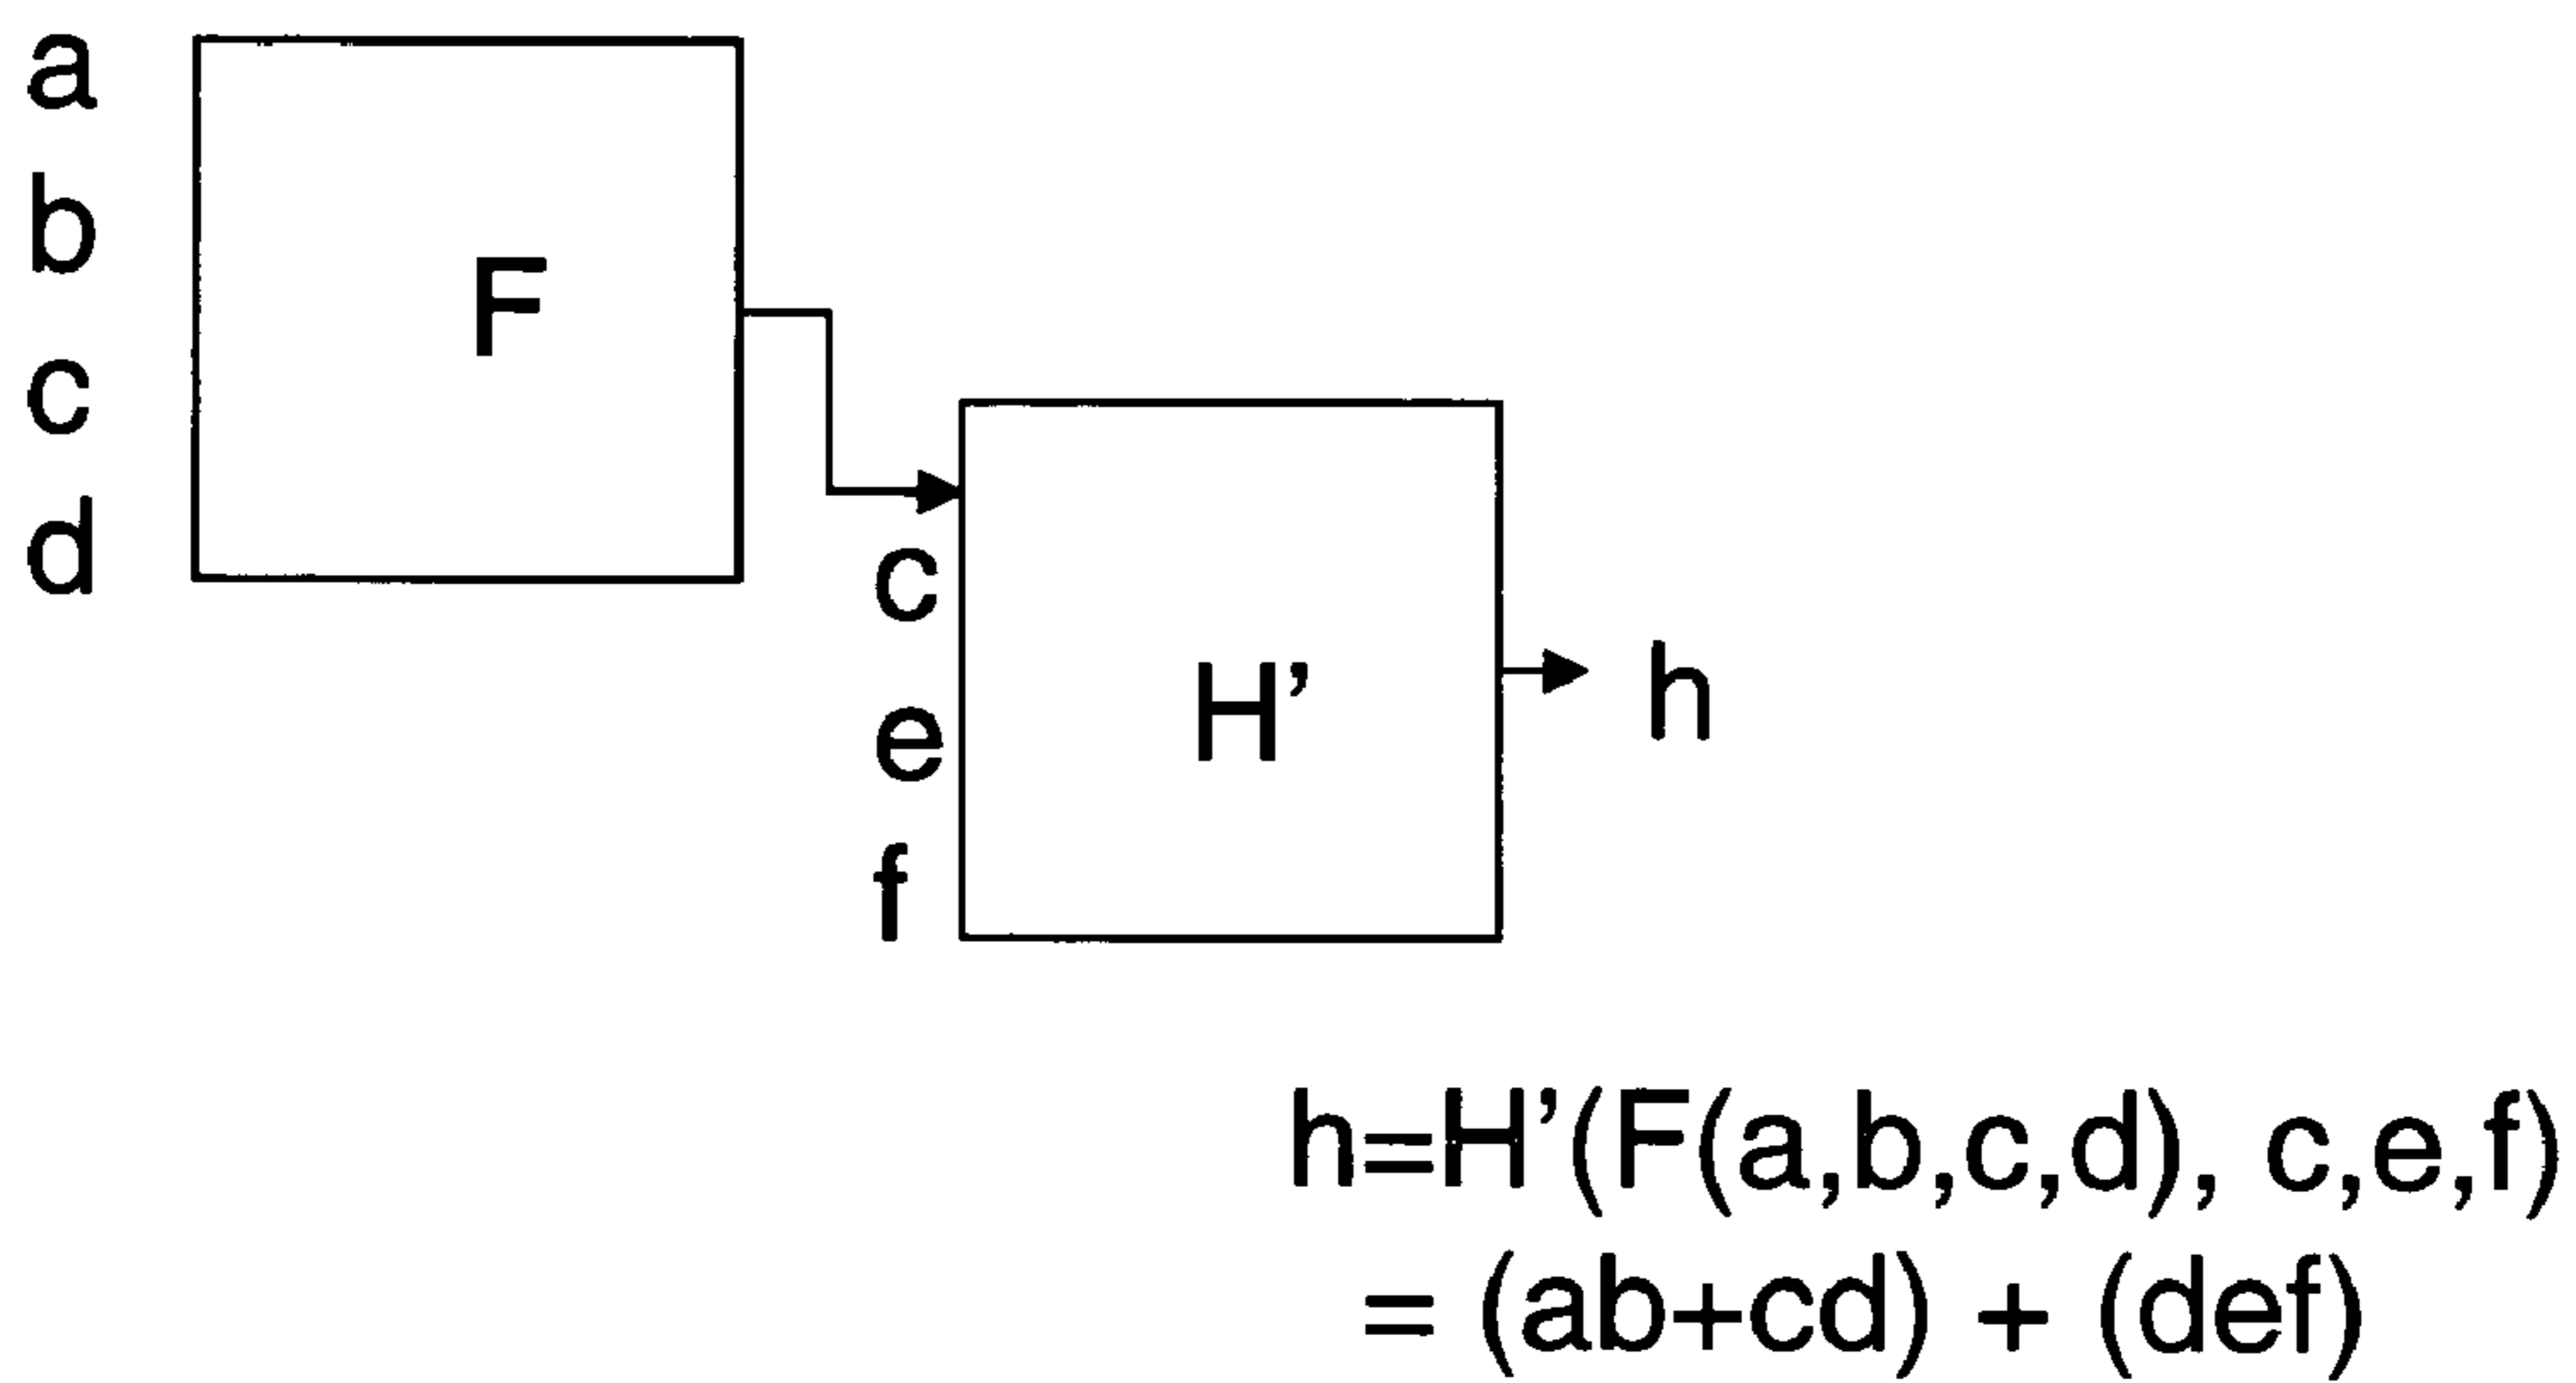 a
b
c
d
F
c
e
f
H’
h
h=H’(F(a,b,c,d), c,e,f)
= (ab+cd) + (def)